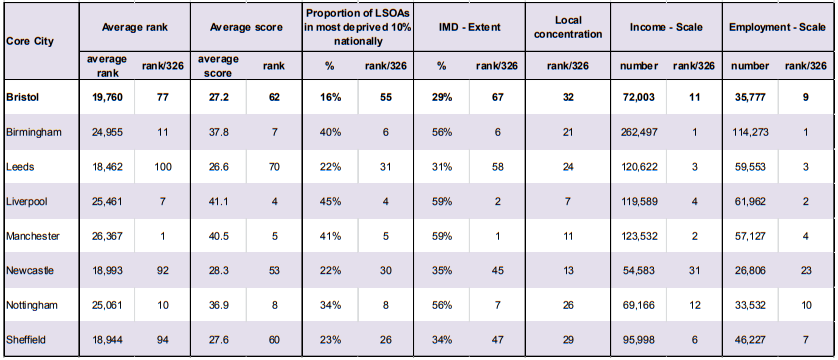 Core City Average rank Average score Proportion of LSOAs in most deprived 10% nationally IMD - Extent Local concentration Income - Scale Employment - Scale
average rank rank/326 average score rank % rank/326 % rank/326 rank/326 number rank/326 number rank/326
Bristol 19,760 77 27.2 62 16% 55 29% 67 32 72,003 11 35,777 9
Birmingham 24,955 11 37.8 7 40% 6 56% 6 21 262,497 1 114,273 1
Leeds 18,462 100 26.6 70 22% 31 31% 58 24 120,622 3 59,553 3
Liverpool 25,461 7 41.1 4 45% 4 59% 2 7 119,589 4 61,962 2
Manchester 26,367 1 40.5 5 41% 5 59% 1 11 123,532 2 57,127 4
Newcastle 18,993 92 28.3 53 22% 30 35% 45 13 54,583 31 26,806 23
Nottingham 25,061 10 36.9 8 34% 8 56% 7 26 69,166 12 33,532 10
Sheffield 18,944 94 27.6 60 23% 26 34% 47 29 95,998 6 46,227 7